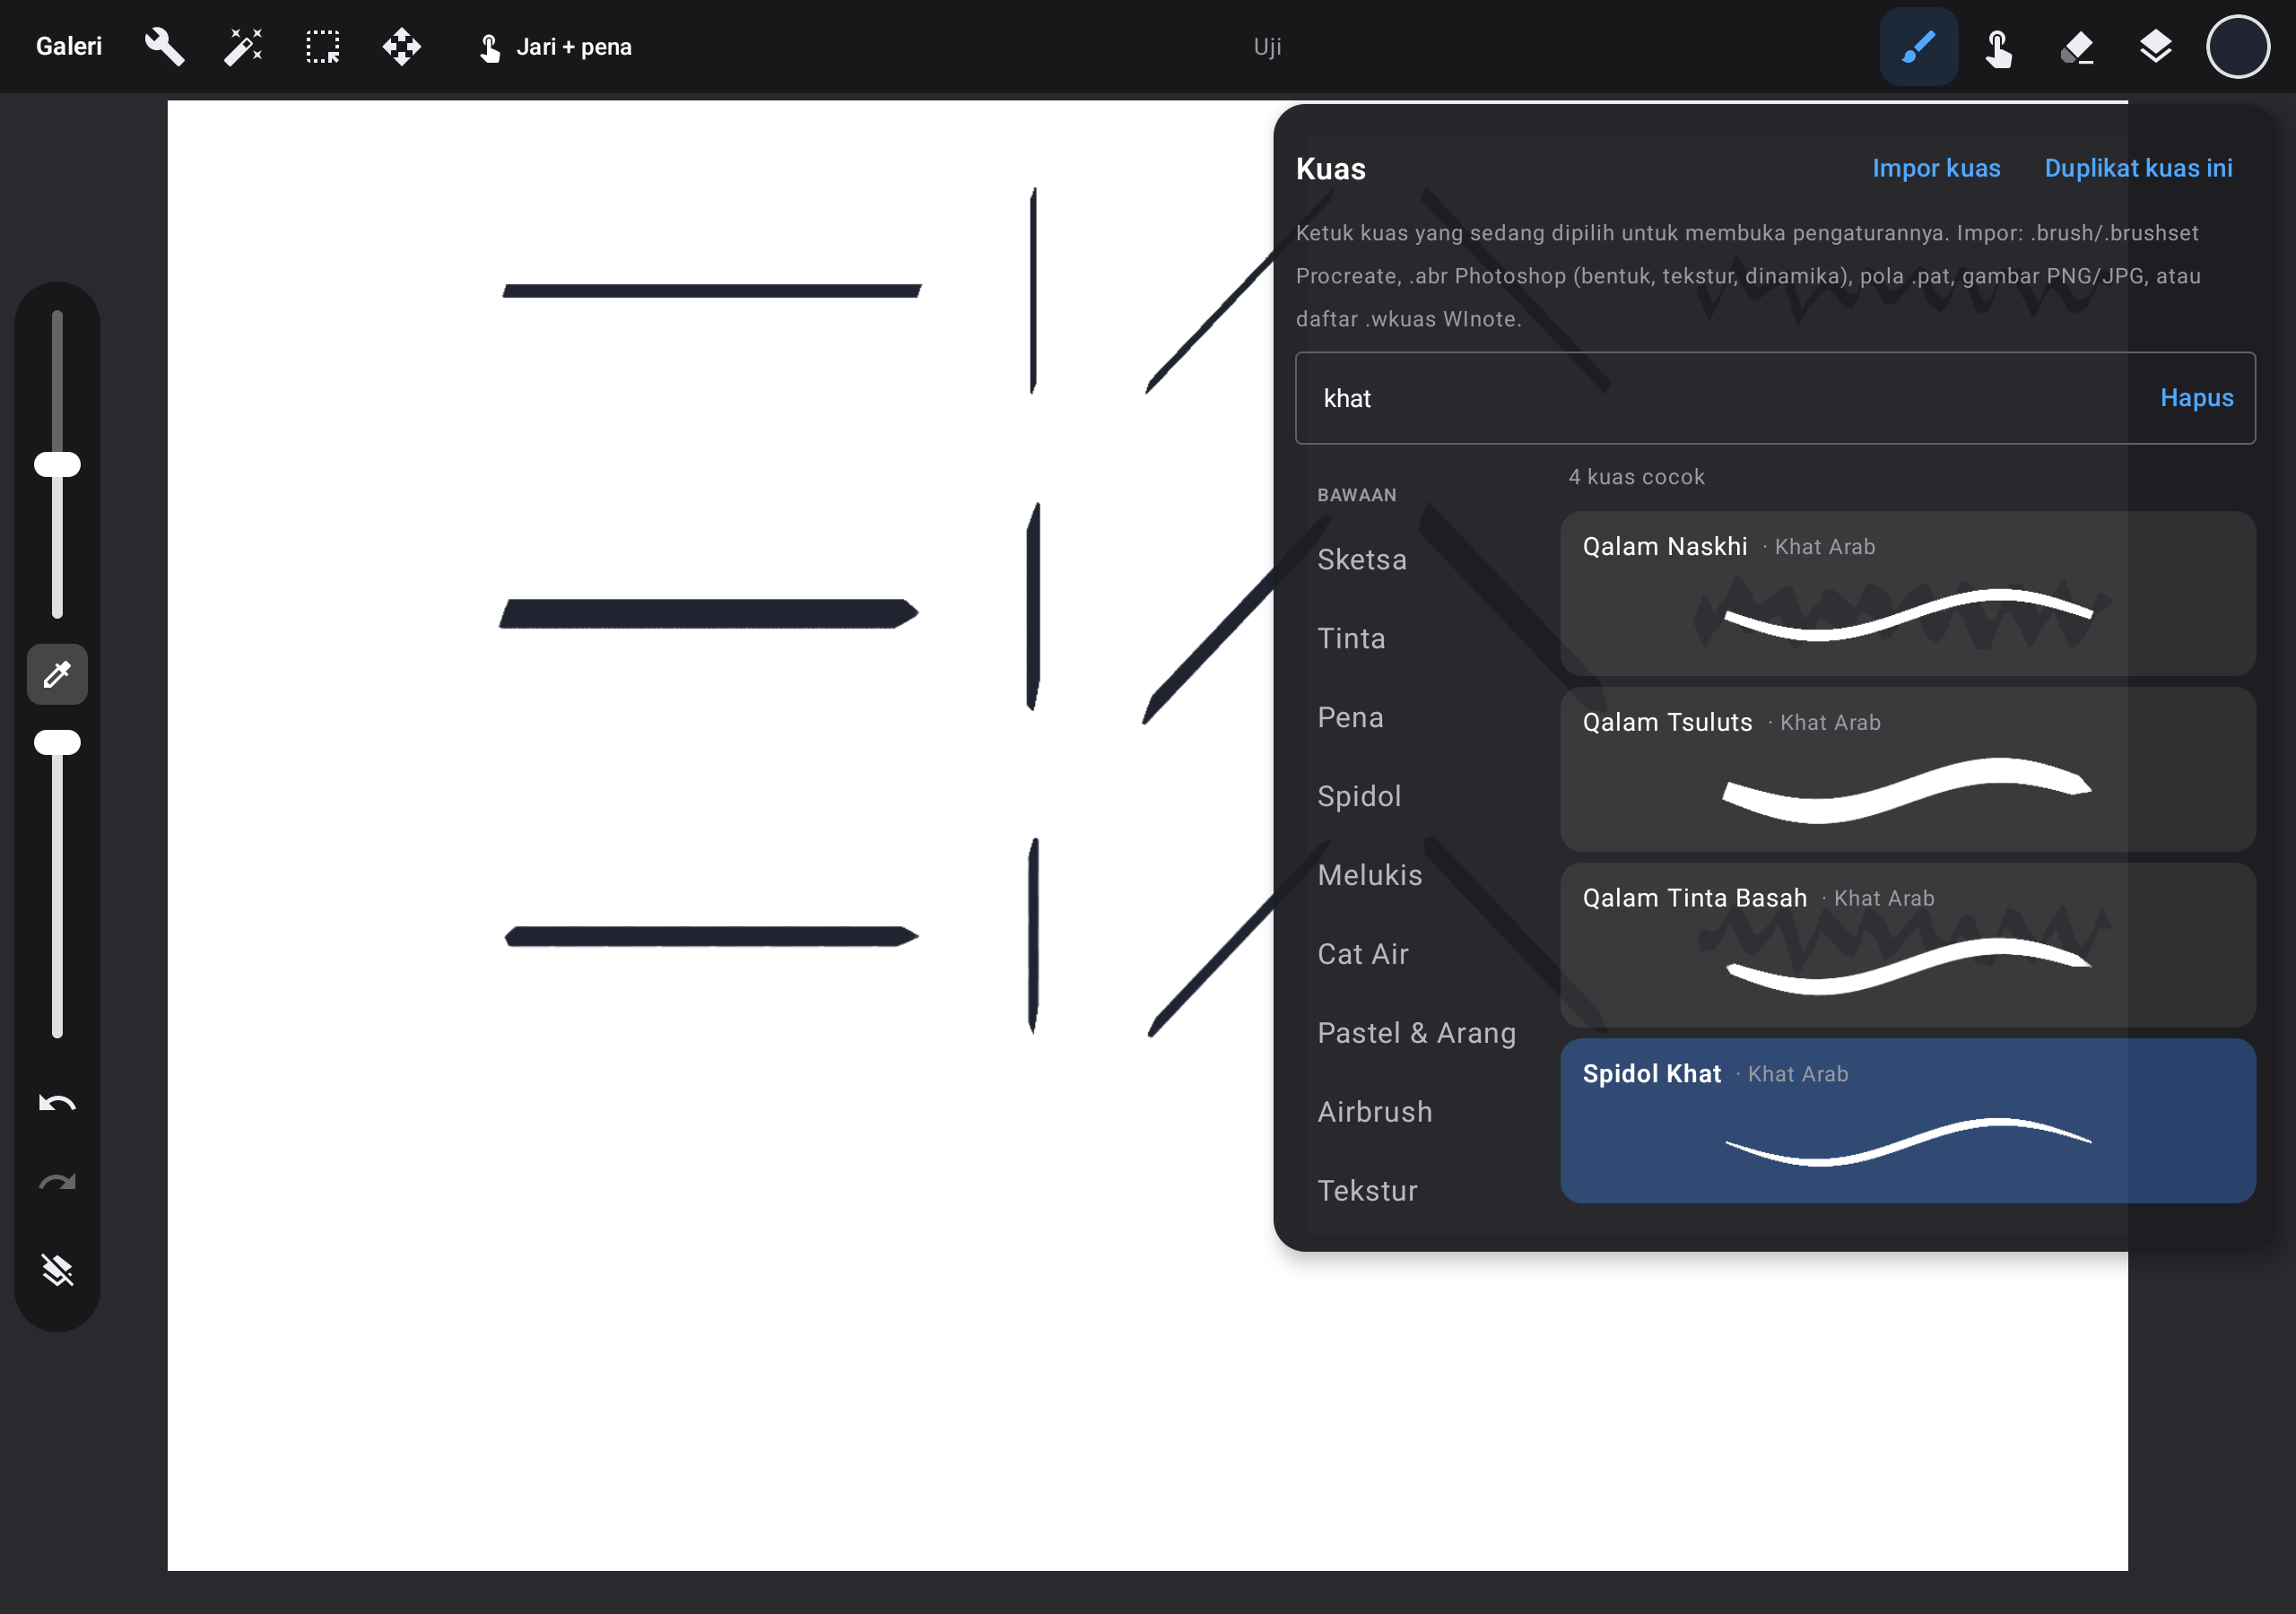 Galeri
Jari + pena
Uji
Kuas
Impor kuas
Duplikat kuas ini
Ketuk kuas yang sedang dipilih untuk membuka pengaturannya. Impor: .brush/.brushset
Procreate, .abr Photoshop (bentuk, tekstur, dinamika), pola .pat, gambar PNG/JPG, atau
daftar .wkuas WInote.
khat
Hapus
BAWAAN
Sketsa
Tinta
Pena
Spidol
Melukis
Cat Air
Pastel & Arang
Airbrush
Tekstur
4 kuas cocok
Qalam Naskhi · Khat Arab
Qalam Tsuluts · Khat Arab
Qalam Tinta Basah · Khat Arab
Spidol Khat · Khat Arab